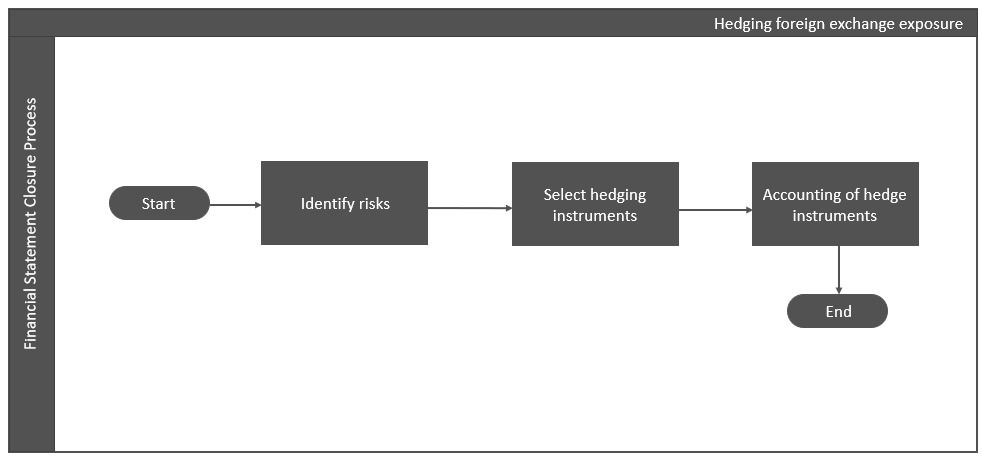 Hedging foreign exchange exposure
Financial Statement Closure Process
Start
Identify risks
Select hedging
instruments
Accounting of hedge
instruments
End